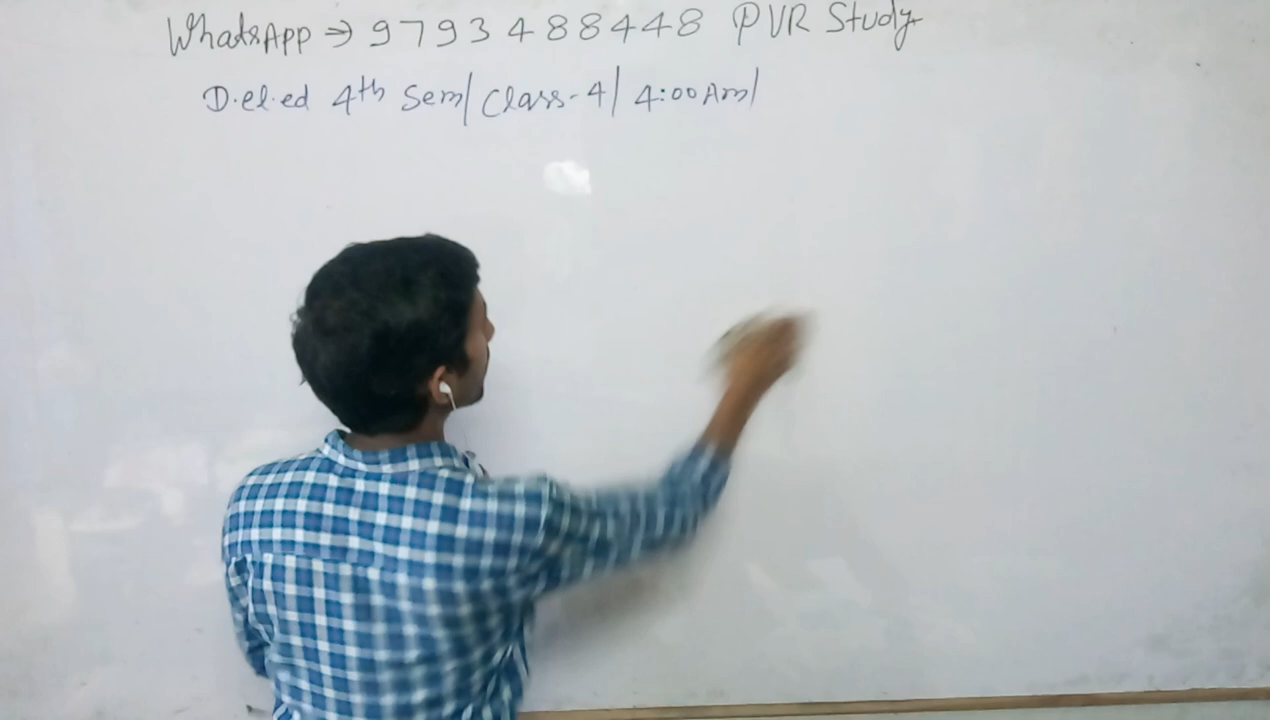 WhatsApp ⇒ 9793488448 PVR Study
D.el.ed 4th Sem/ Class-4/ 4:00 Am/